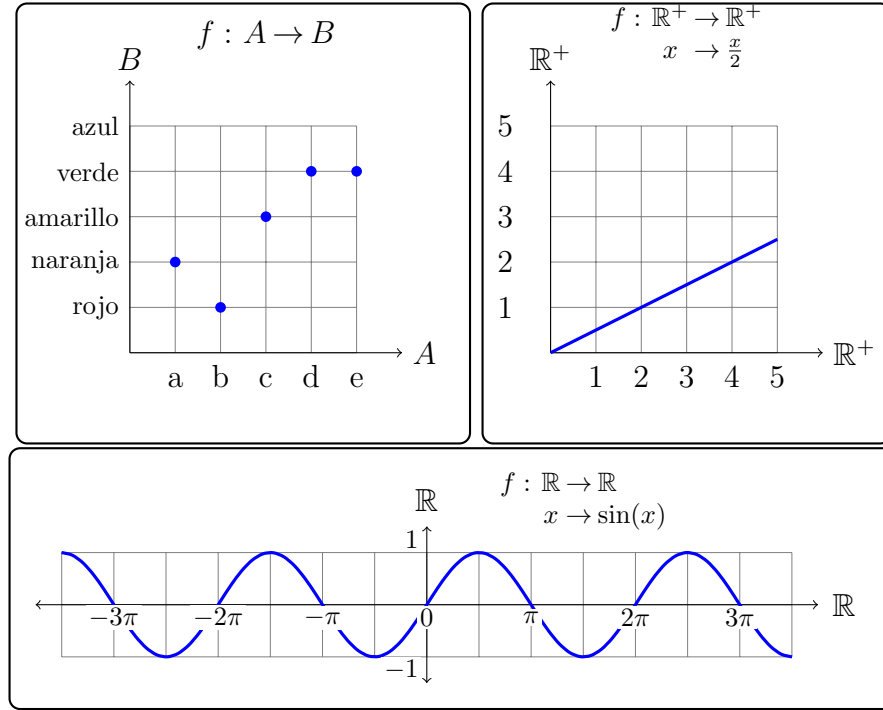 f : A → B
B
azul
verde
amarillo
naranja
rojo
a b c d e
A
f : ℝ⁺ → ℝ⁺
x → x/2
ℝ⁺
5
4
3
2
1
1 2 3 4 5
ℝ⁺
f : ℝ → ℝ
x → sin(x)
ℝ
1
−3π −2π −π 0 π 2π 3π
ℝ
−1